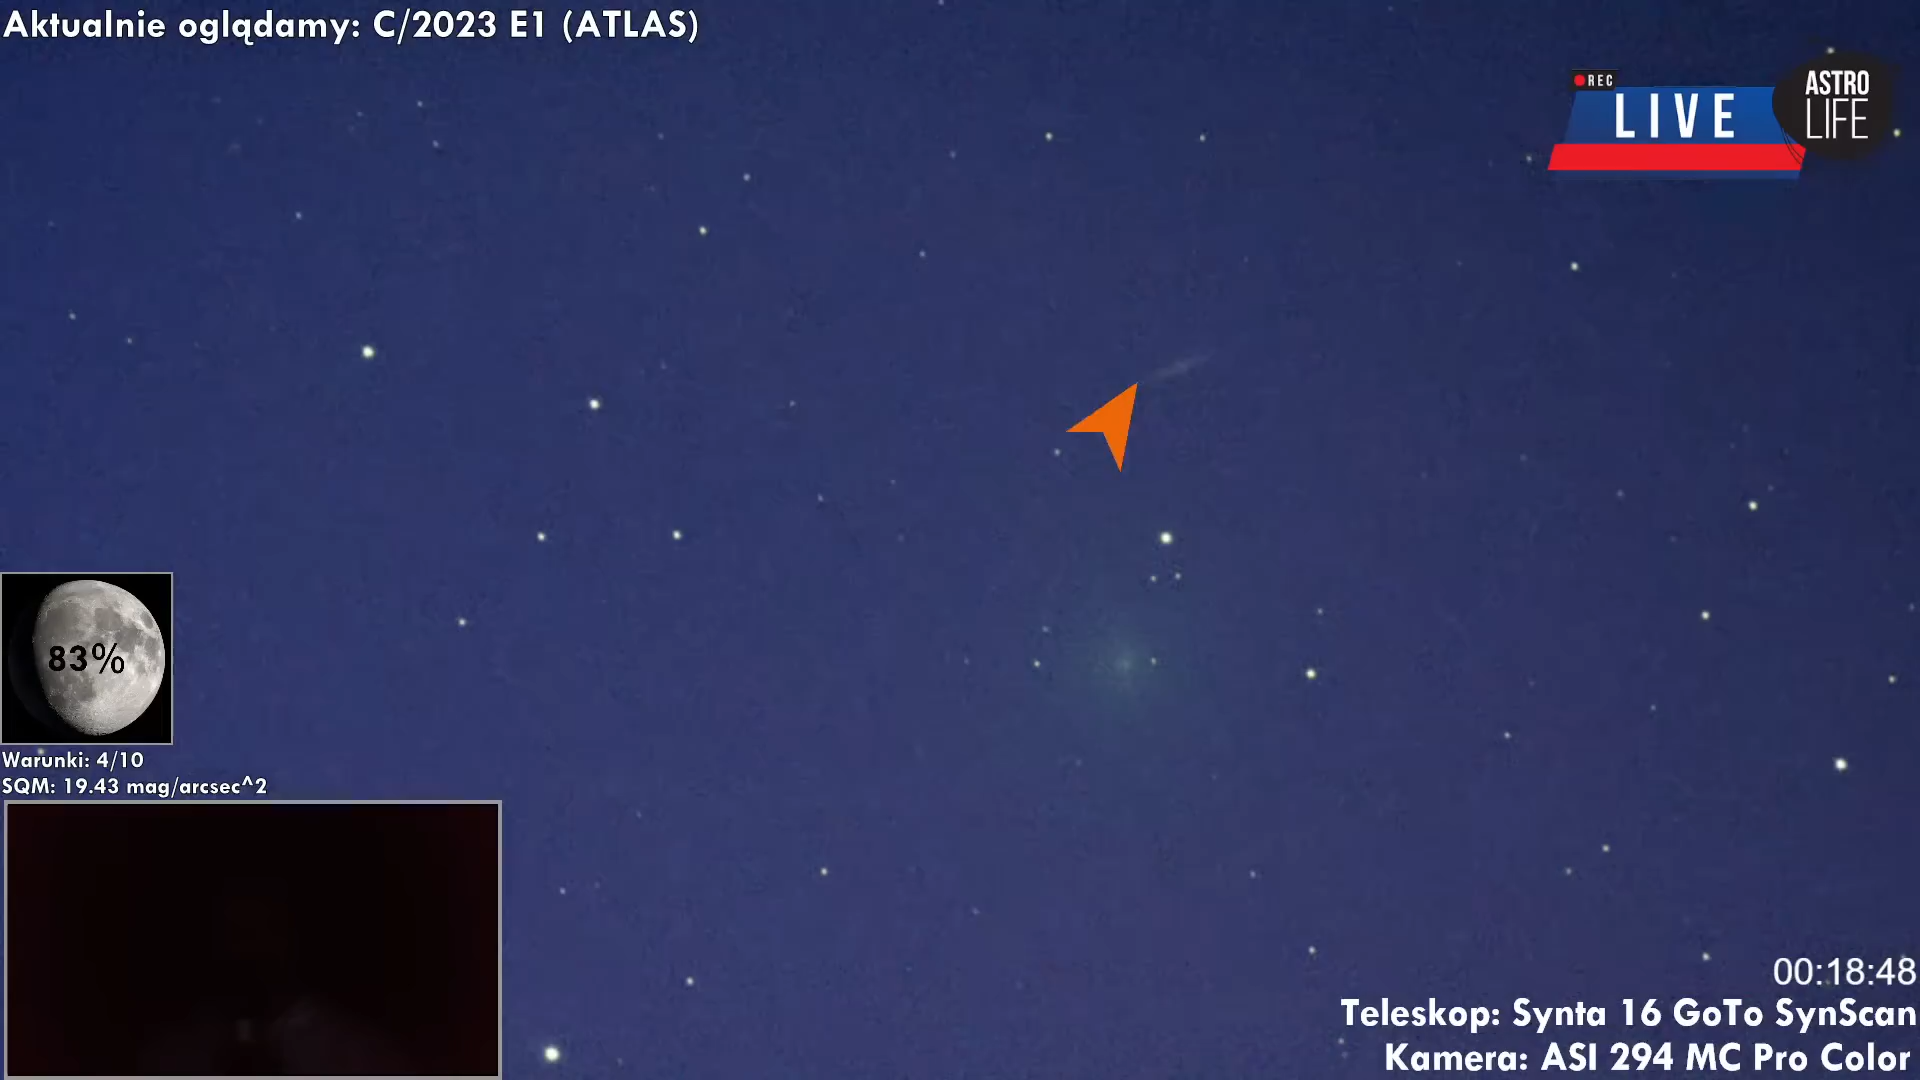 Aktualnie oglądamy: C/2023 E1 (ATLAS)
REC
LIVE
ASTRO
LIFE
83%
Warunki: 4/10
SQM: 19.43 mag/arcsec^2
00:18:48
Teleskop: Synta 16 GoTo SynScan
Kamera: ASI 294 MC Pro Color